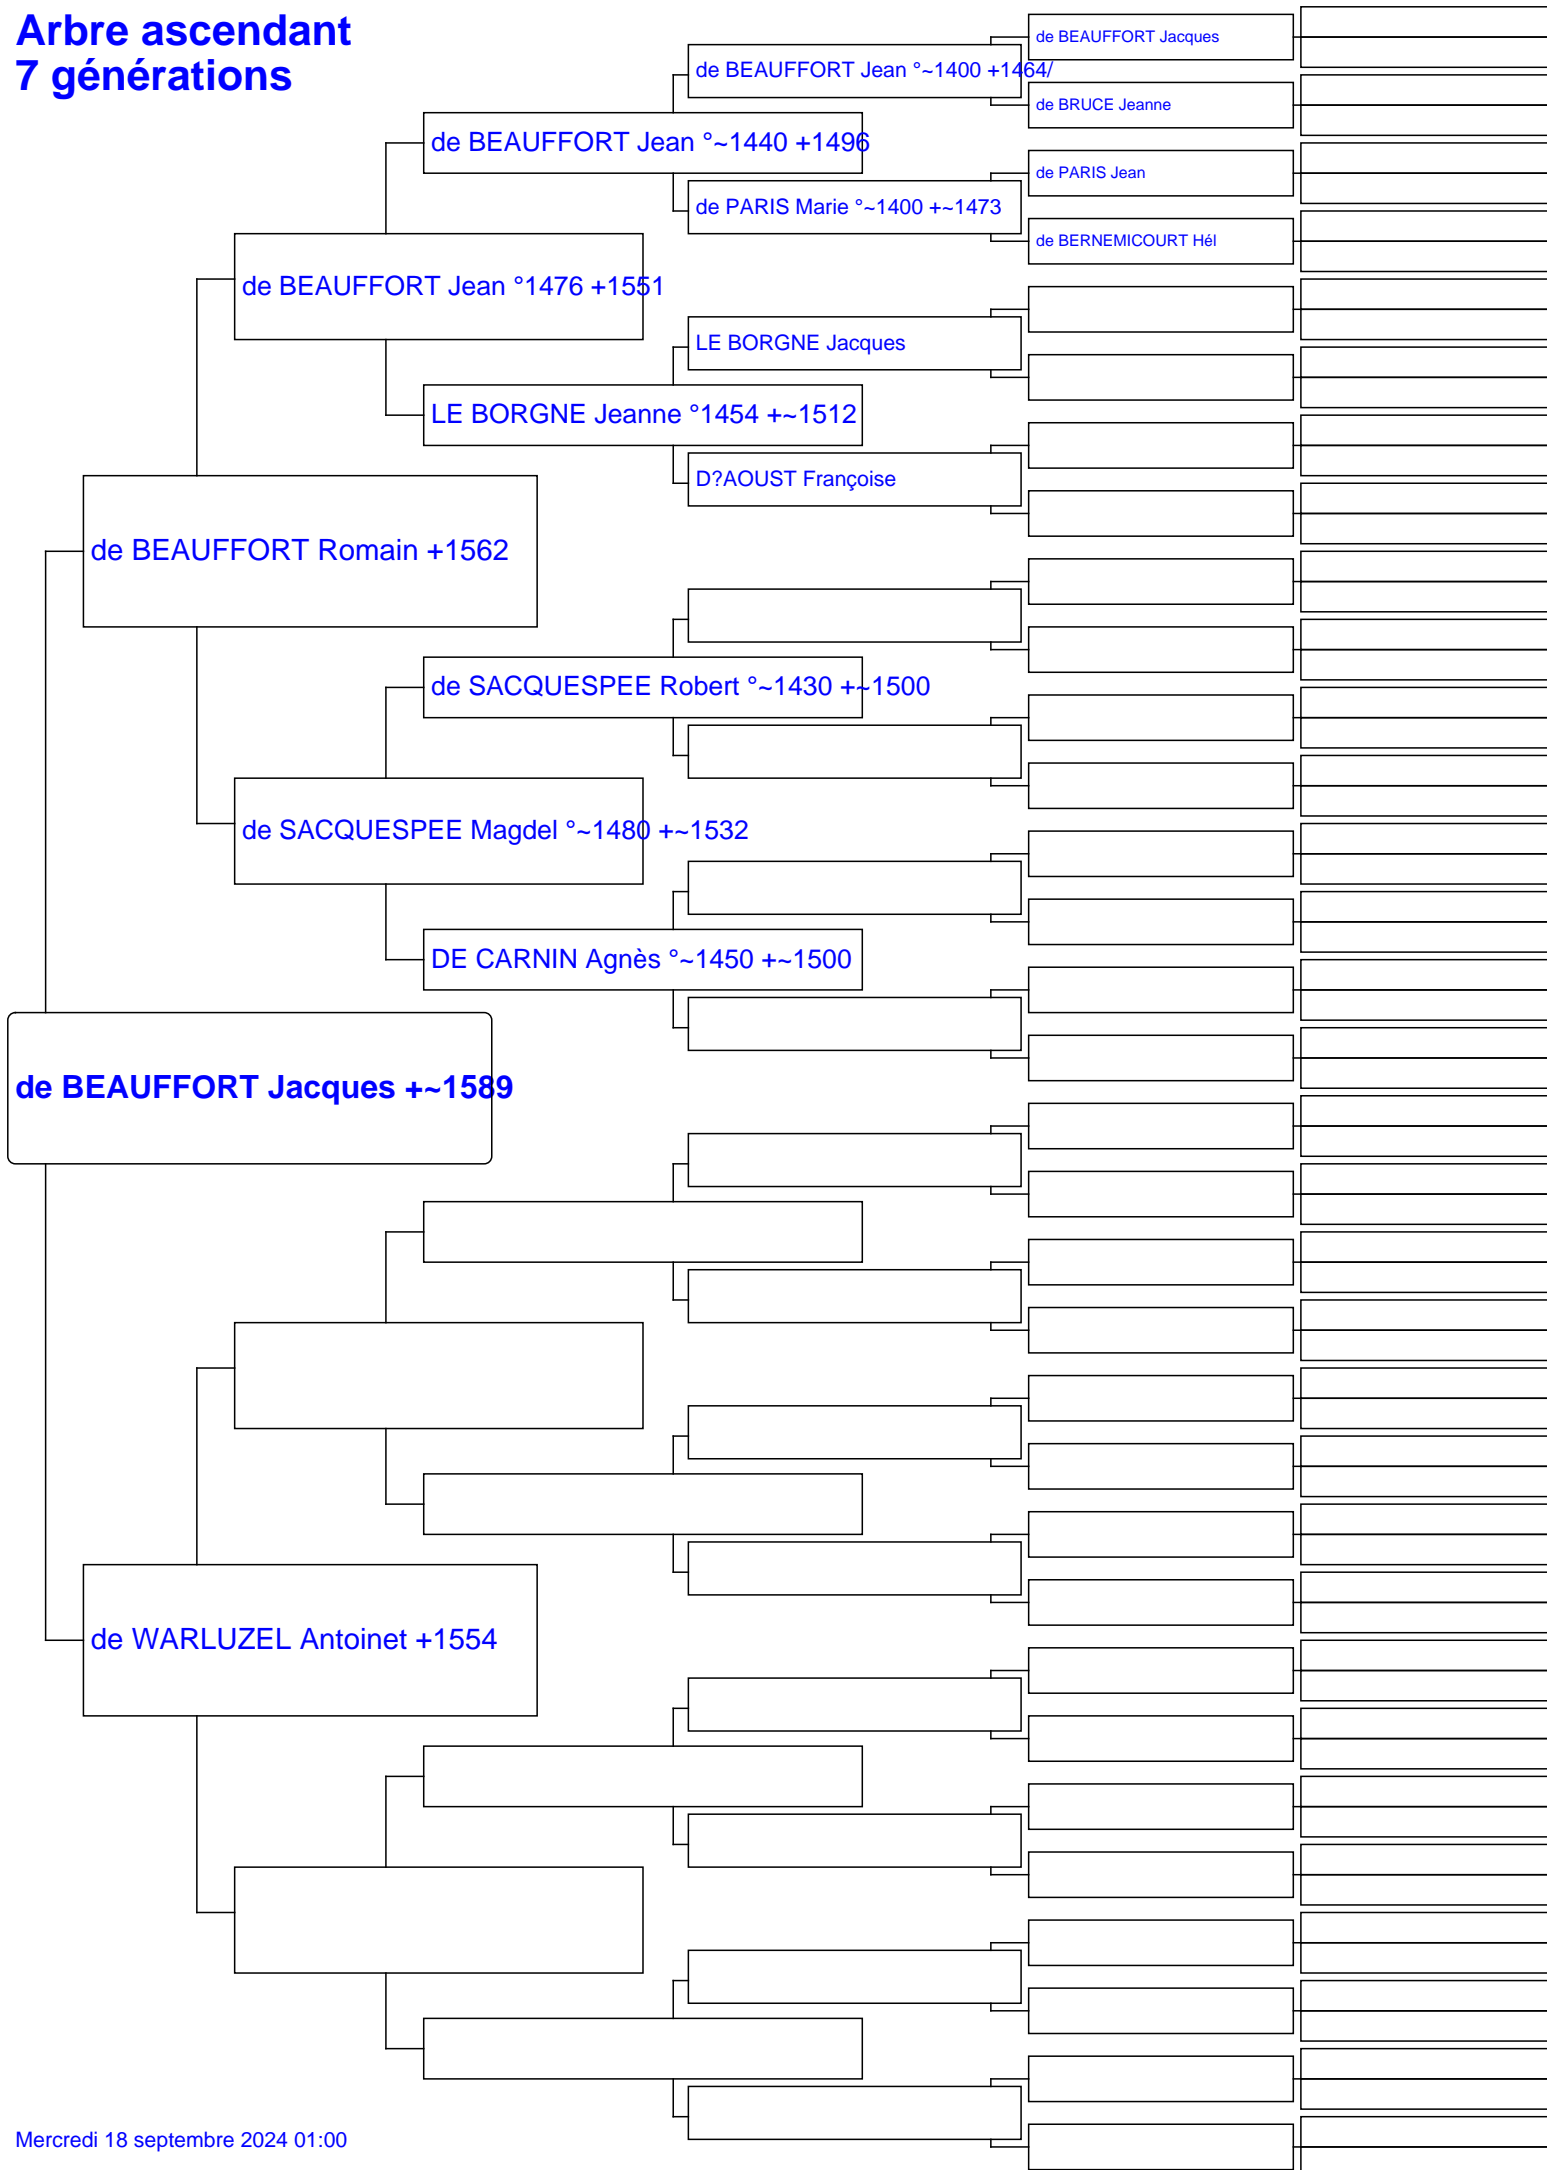 Arbre ascendant
7 générations
de BEAUFFORT Jacques
de BEAUFFORT Jean °~1400 +1464/
de BRUCE Jeanne
de BEAUFFORT Jean °~1440 +1496
de PARIS Jean
de PARIS Marie °~1400 +~1473
de BERNEMICOURT Hél
de BEAUFFORT Jean °1476 +1551
LE BORGNE Jacques
LE BORGNE Jeanne °1454 +~1512
D?AOUST Françoise
de BEAUFFORT Romain +1562
de SACQUESPEE Robert °~1430 +~1500
de SACQUESPEE Magdel °~1480 +~1532
DE CARNIN Agnès °~1450 +~1500
de BEAUFFORT Jacques +~1589
de WARLUZEL Antoinet +1554
Mercredi 18 septembre 2024 01:00